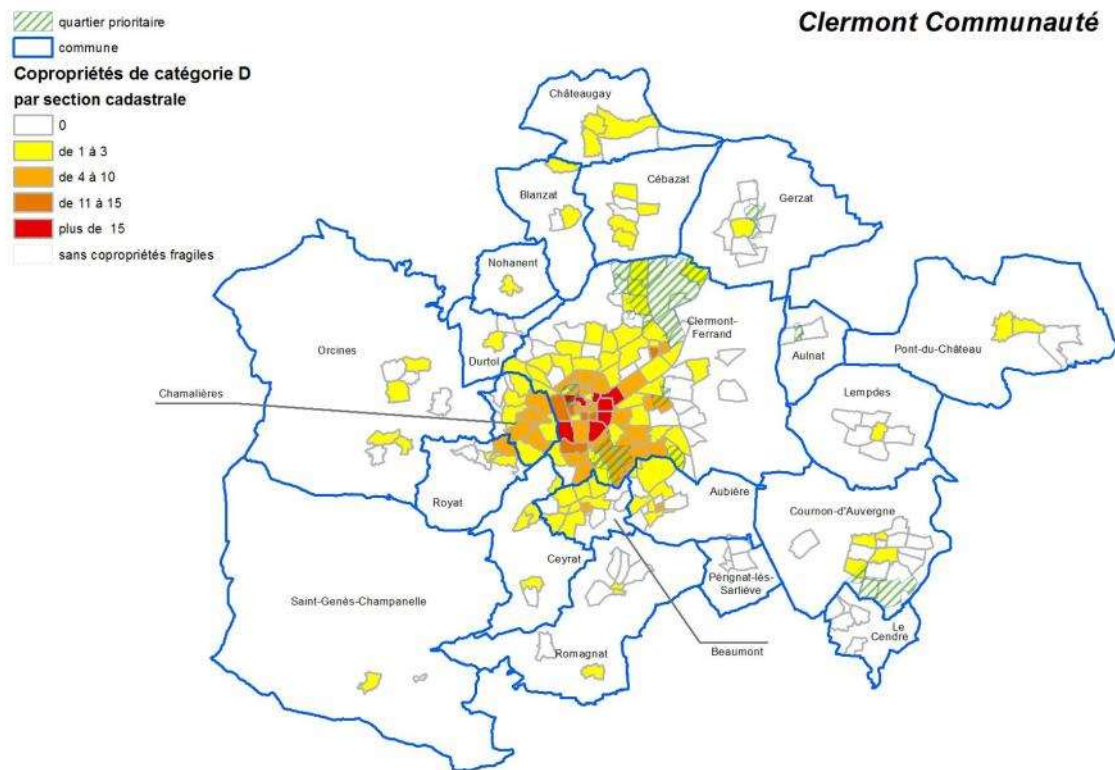 Clermont Communauté
quartier prioritaire
commune
Copropriétés de catégorie D
par section cadastrale
0
de 1 à 3
de 4 à 10
de 11 à 15
plus de 15
sans copropriétés fragiles
Châteaugay
Cébazat
Blanzat
Gerzat
Nohanent
Clermont-
Ferrand
Orcines
Durtol
Aulnat
Pont-du-Château
Chamalières
Lempdes
Royat
Aubière
Cournon-d'Auvergne
Ceyrat
Pérignat-lés-
Sarliève
Saint-Genès-Champanelle
Le
Cendre
Romagnat
Beaumont